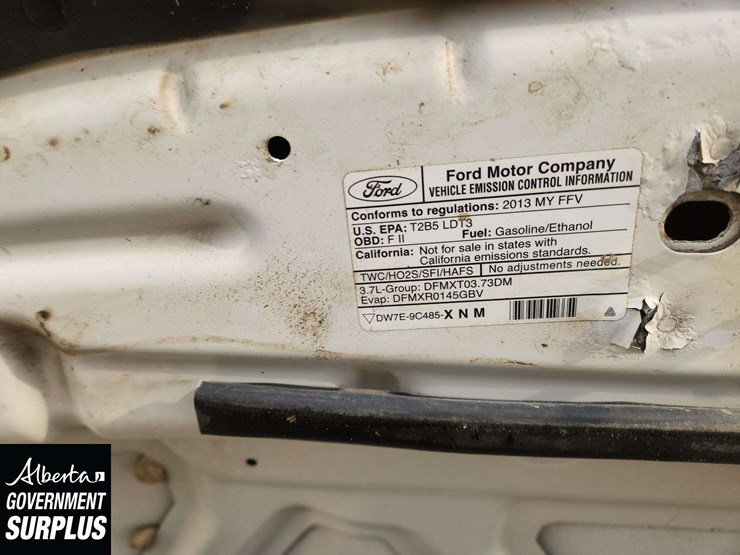 Ford
Ford Motor Company
VEHICLE EMISSION CONTROL INFORMATION
Conforms to regulations: 2013 MY FFV
U.S. EPA: T2B5 LDT3
OBD: F II Fuel: Gasoline/Ethanol
California: Not for sale in states with
California emissions standards.
TWC/HO2S/SFI/HAFS No adjustments needed.
3.7L-Group: DFMXT03.73DM
Evap: DFMXR0145GBV
DW7E-9C485-X N M
Alberta
GOVERNMENT
SURPLUS